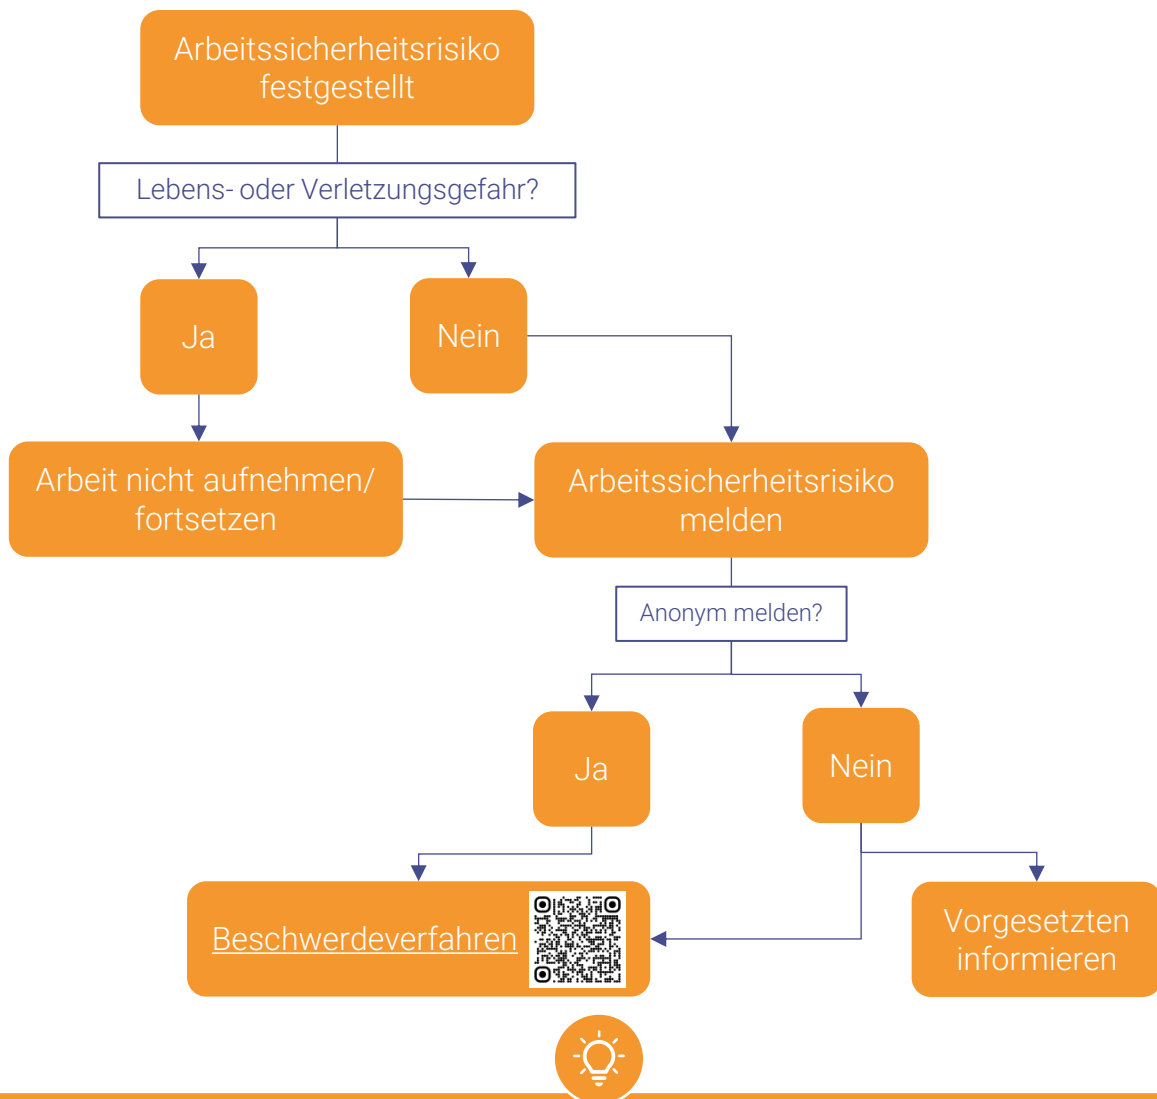 Arbeitssicherheitsrisiko
festgestellt
Lebens- oder Verletzungsgefahr?
Ja
Nein
Arbeit nicht aufnehmen/
fortsetzen
Arbeitssicherheitsrisiko
melden
Anonym melden?
Ja
Nein
Beschwerdeverfahren
Vorgesetzten
informieren